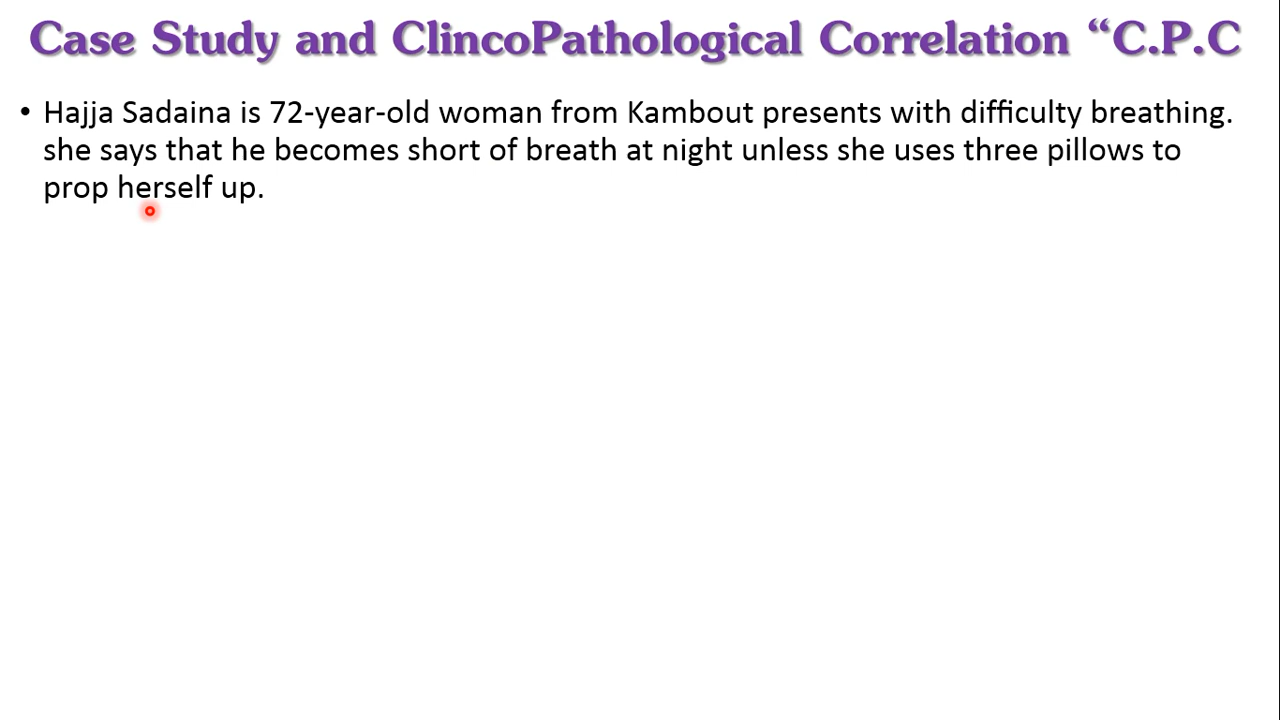 Case Study and ClincoPathological Correlation “C.P.C
• Hajja Sadaina is 72-year-old woman from Kambout presents with difficulty breathing.
she says that he becomes short of breath at night unless she uses three pillows to
prop herself up.